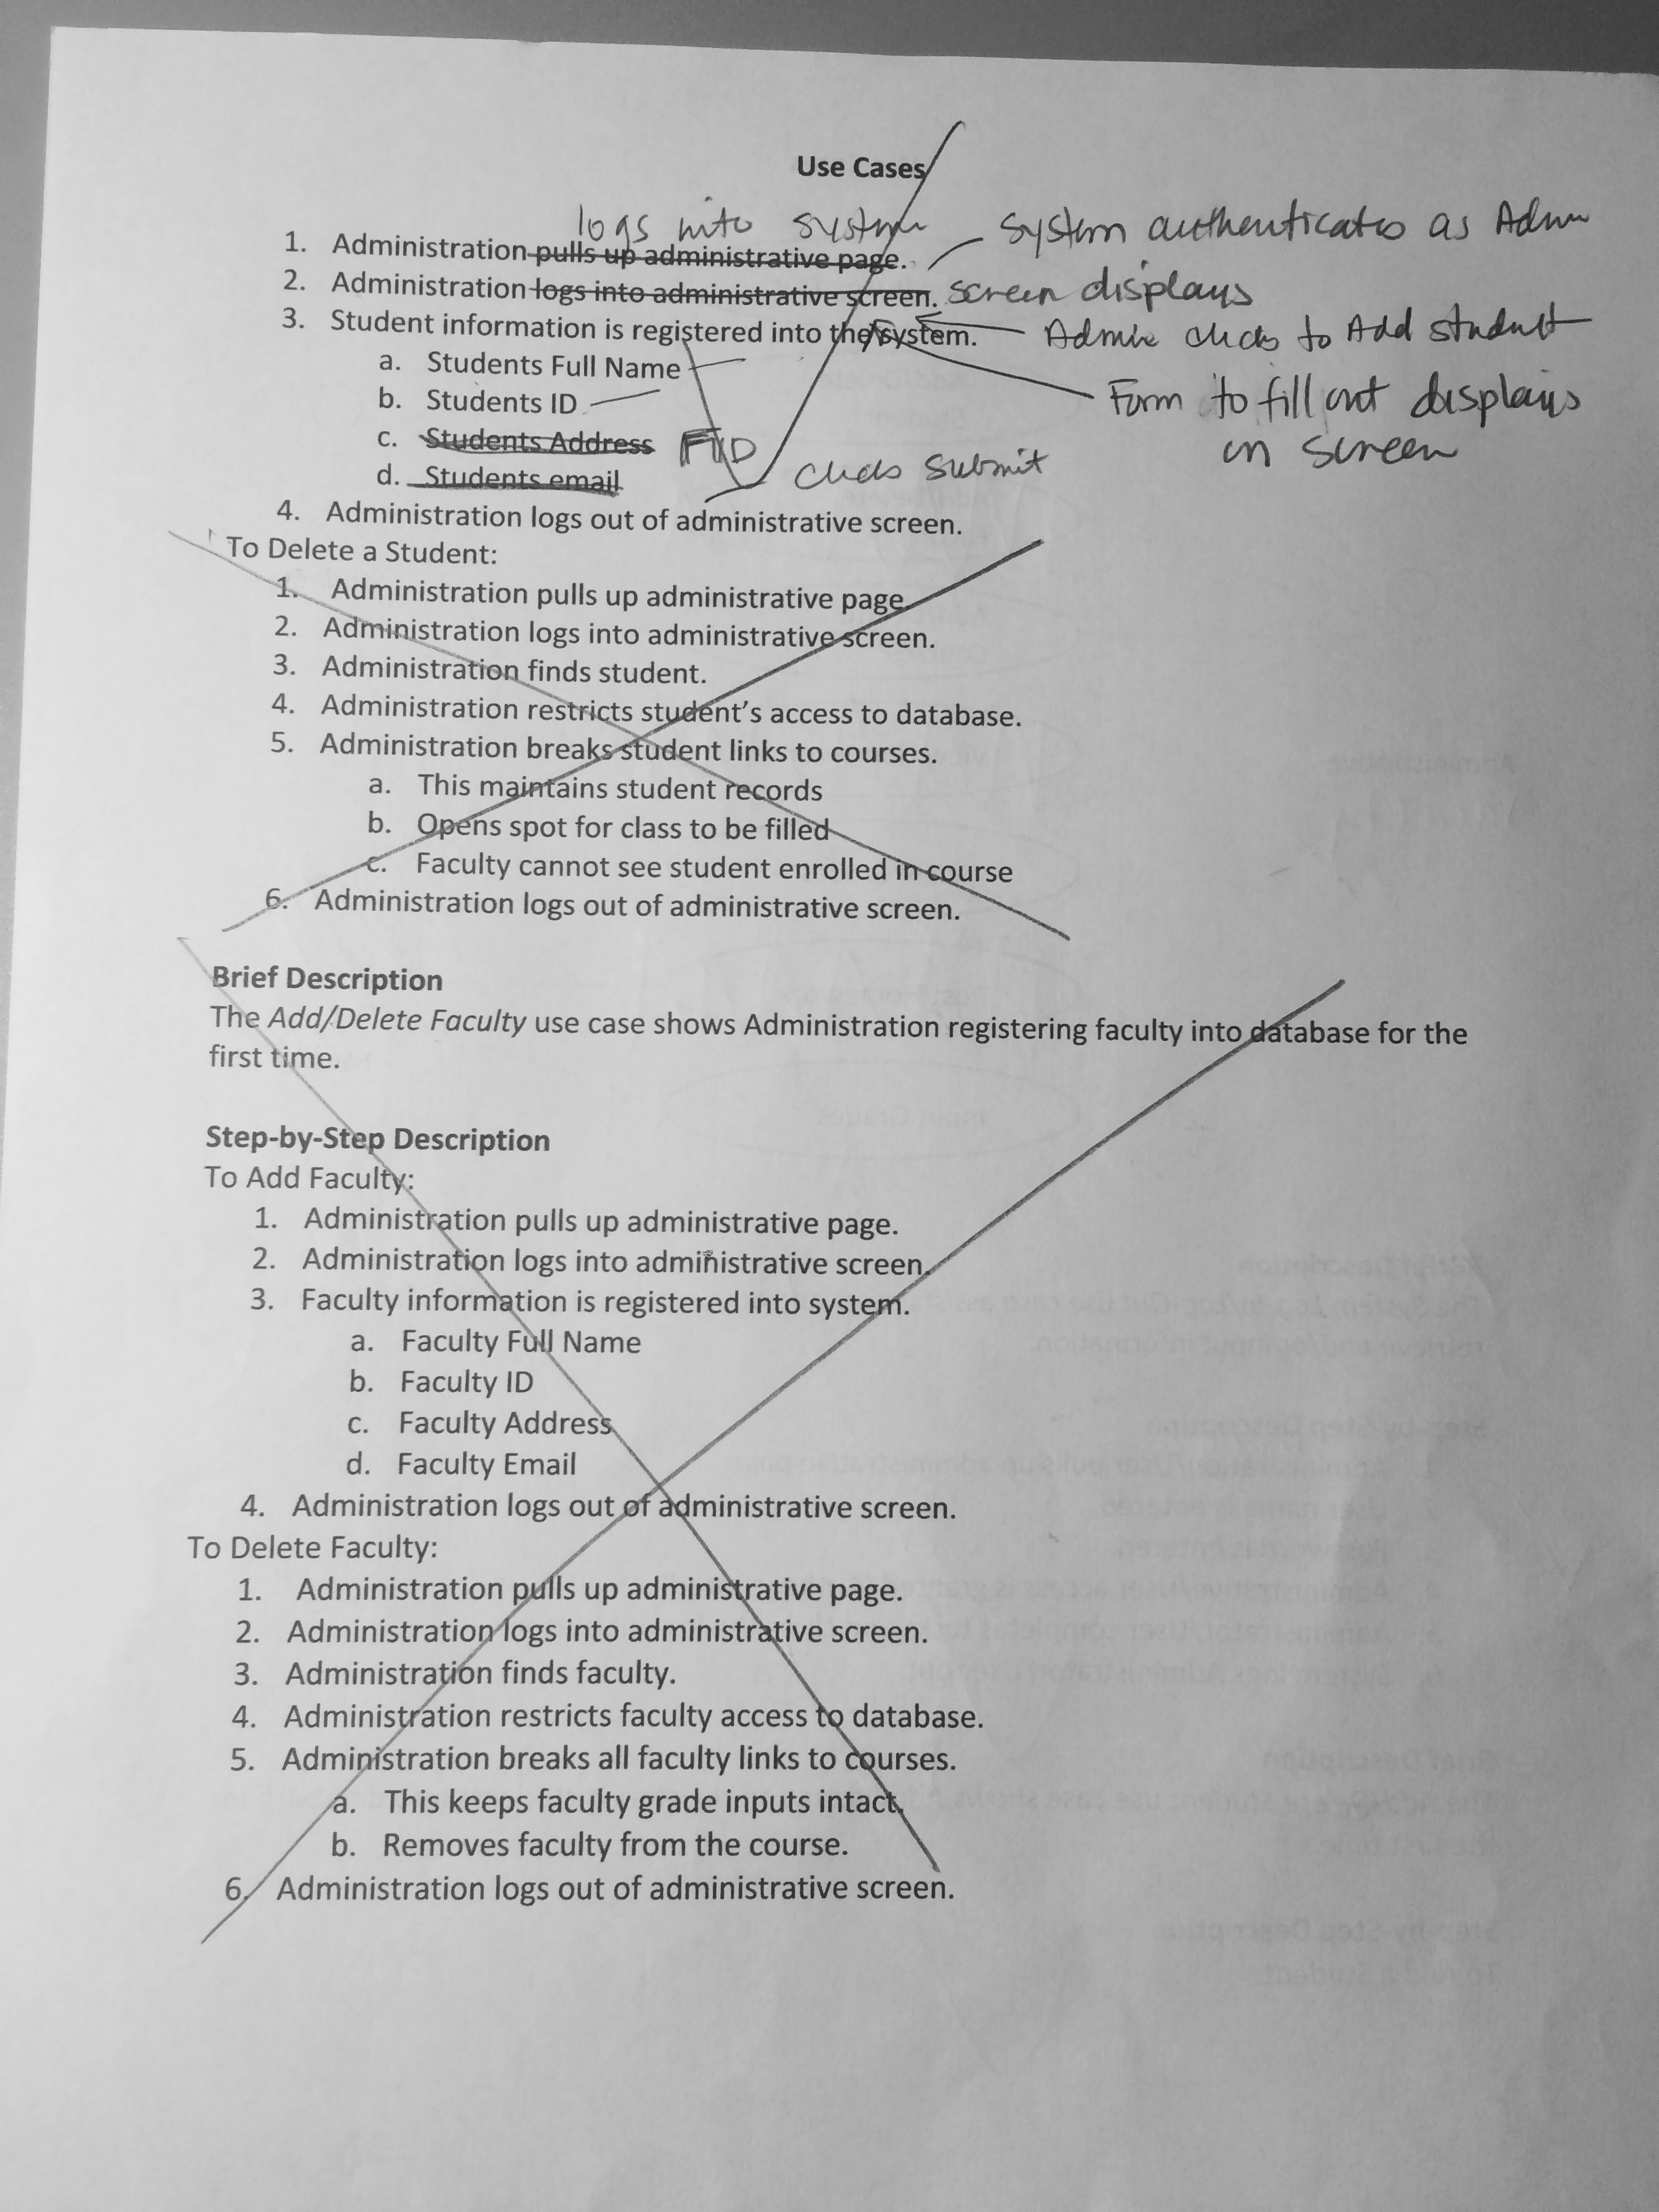 Use Cases
logs into system System authenticates as Admin
1. Administration pulls up administrative page.
2. Administration logs into administrative screen. screen displays
3. Student information is registered into the system. Admin clicks to Add student
a. Students Full Name
b. Students ID Form to fill out displays
c. Students Address on screen
d. Students email clicks submit
4. Administration logs out of administrative screen.
To Delete a Student:
1. Administration pulls up administrative page.
2. Administration logs into administrative screen.
3. Administration finds student.
4. Administration restricts student's access to database.
5. Administration breaks student links to courses.
a. This maintains student records
b. Opens spot for class to be filled
c. Faculty cannot see student enrolled in course
6. Administration logs out of administrative screen.
Brief Description
The Add/Delete Faculty use case shows Administration registering faculty into database for the
first time.
Step-by-Step Description
To Add Faculty:
1. Administration pulls up administrative page.
2. Administration logs into administrative screen.
3. Faculty information is registered into system.
a. Faculty Full Name
b. Faculty ID
c. Faculty Address
d. Faculty Email
4. Administration logs out of administrative screen.
To Delete Faculty:
1. Administration pulls up administrative page.
2. Administration logs into administrative screen.
3. Administration finds faculty.
4. Administration restricts faculty access to database.
5. Administration breaks all faculty links to courses.
a. This keeps faculty grade inputs intact.
b. Removes faculty from the course.
6. Administration logs out of administrative screen.